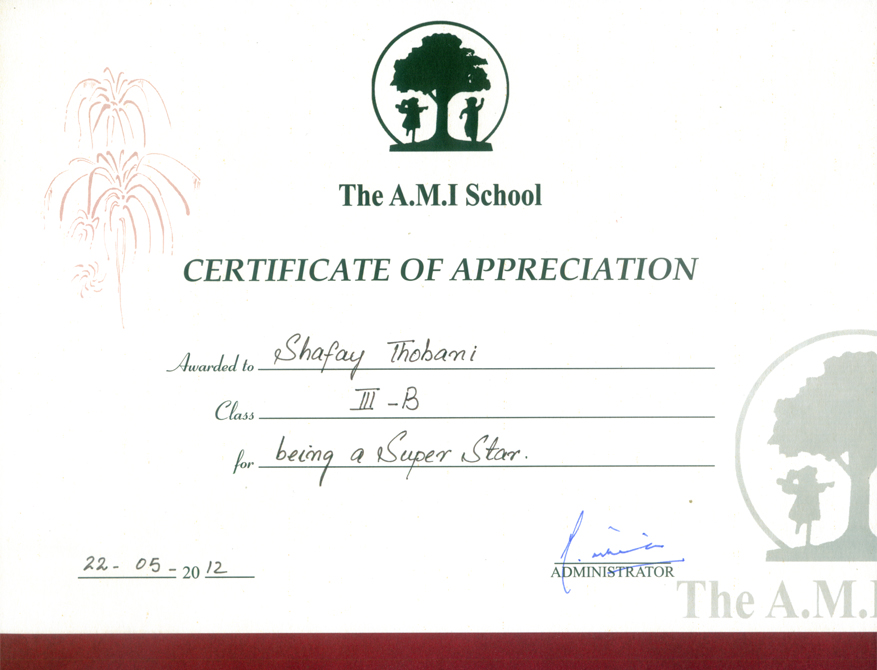 The A.M.I School
CERTIFICATE OF APPRECIATION
Awarded to Shafay Thobani
Class III - B
for being a Super Star.
22 - 05 - 2012
ADMINISTRATOR
The A.M.I